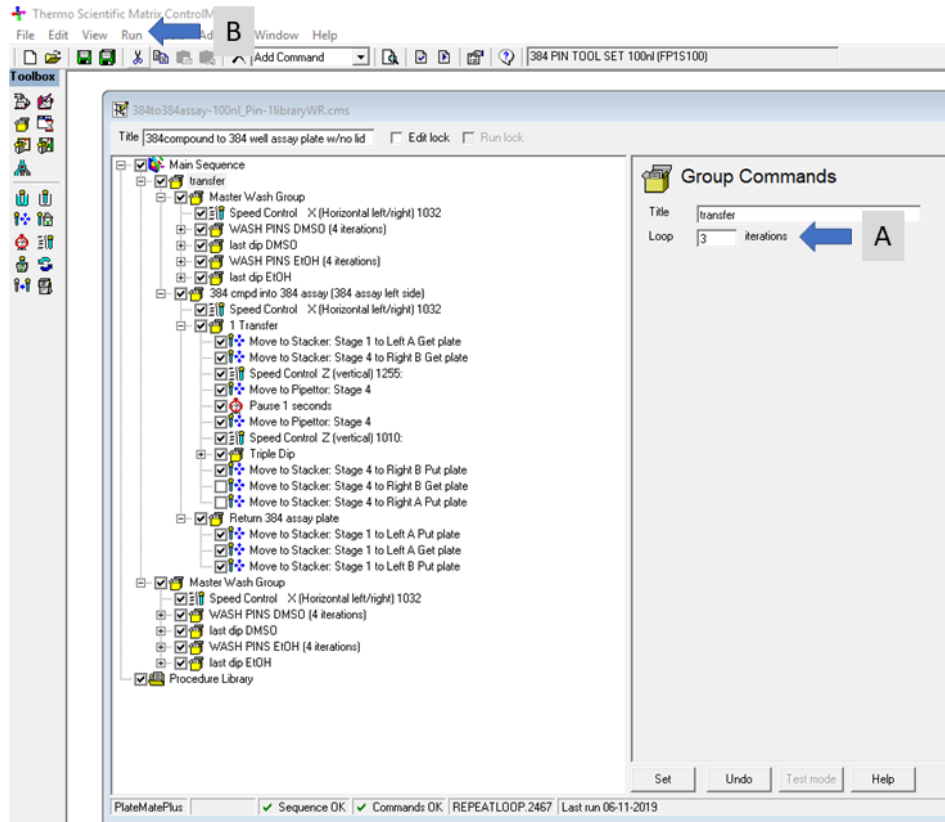 Thermo Scientific Matrix ControlM
File Edit View Run Window Help
B
Add Command
384 PIN TOOL SET 100nl (FP1S100)
Toolbox
384to384assay-100nl_Pin-1libraryWR.cms
Title 384compound to 384 well assay plate w/no lid Edit lock Run lock
Main Sequence
transfer
Master Wash Group
Speed Control X (Horizontal left/right) 1032
WASH PINS DMSO (4 iterations)
last dip DMSO
WASH PINS EtOH (4 iterations)
last dip EtOH
384 cmpd into 384 assay (384 assay left side)
Speed Control X (Horizontal left/right) 1032
1 Transfer
Move to Stacker: Stage 1 to Left A Get plate
Move to Stacker: Stage 4 to Right B Get plate
Speed Control Z (vertical) 1255:
Move to Pipettor: Stage 4
Pause 1 seconds
Move to Pipettor: Stage 4
Speed Control Z (vertical) 1010:
Triple Dip
Move to Stacker: Stage 4 to Right B Put plate
Move to Stacker: Stage 4 to Right B Get plate
Move to Stacker: Stage 4 to Right A Put plate
Return 384 assay plate
Move to Stacker: Stage 1 to Left A Put plate
Move to Stacker: Stage 1 to Left A Get plate
Move to Stacker: Stage 1 to Left B Put plate
Master Wash Group
Speed Control X (Horizontal left/right) 1032
WASH PINS DMSO (4 iterations)
last dip DMSO
WASH PINS EtOH (4 iterations)
last dip EtOH
Procedure Library
Group Commands
Title transfer
Loop 3 iterations
A
Set Undo Test mode Help
PlateMatePlus Sequence OK Commands OK REPEATLOOP.2467 Last run 06-11-2019